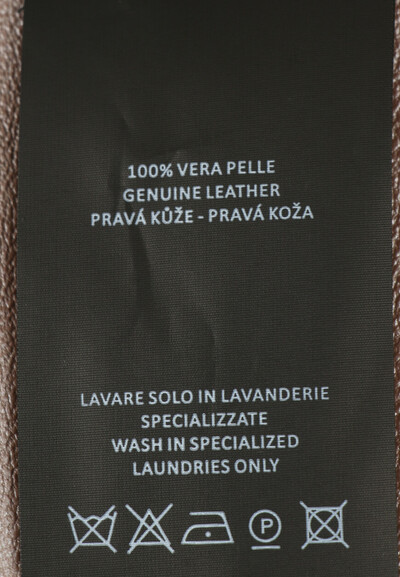 100% VERA PELLE
GENUINE LEATHER
PRAVÁ KŮŽE - PRAVÁ KOŽA
LAVARE SOLO IN LAVANDERIE
SPECIALIZZATE
WASH IN SPECIALIZED
LAUNDRIES ONLY
P